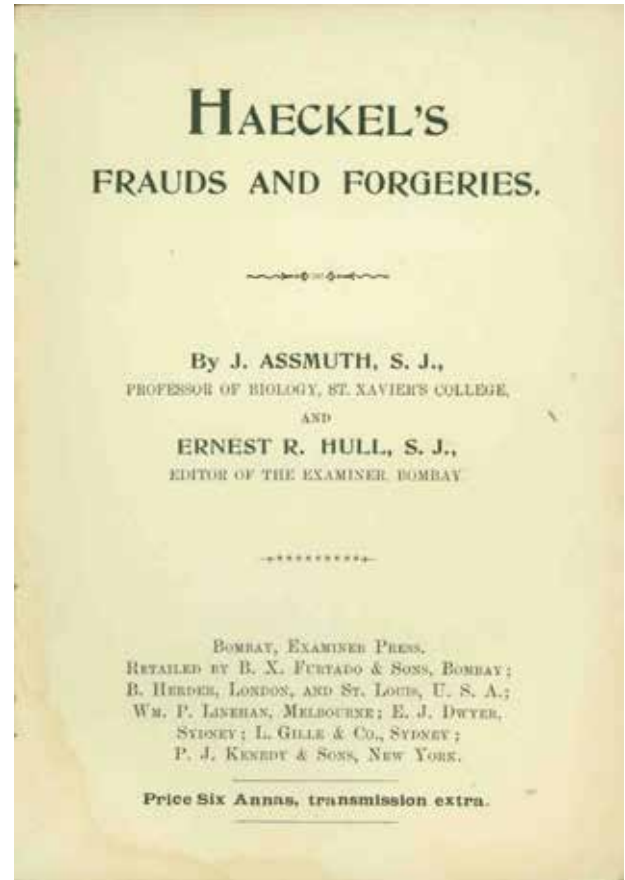 HAECKEL'S
FRAUDS AND FORGERIES.
By J. ASSMUTH, S. J.,
PROFESSOR OF BIOLOGY, ST. XAVIER'S COLLEGE,
AND
ERNEST R. HULL, S. J.,
EDITOR OF THE EXAMINER, BOMBAY
BOMBAY, EXAMINER PRESS.
RETAILED BY B. X. FURTADO & SONS, BOMBAY;
B. HERDER, LONDON, AND ST. LOUIS, U. S. A.;
WM. P. LINEHAN, MELBOURNE; E. J. DWYER,
SYDNEY; L. GILLE & CO., SYDNEY;
P. J. KENEDY & SONS, NEW YORK.
Price Six Annas, transmission extra.